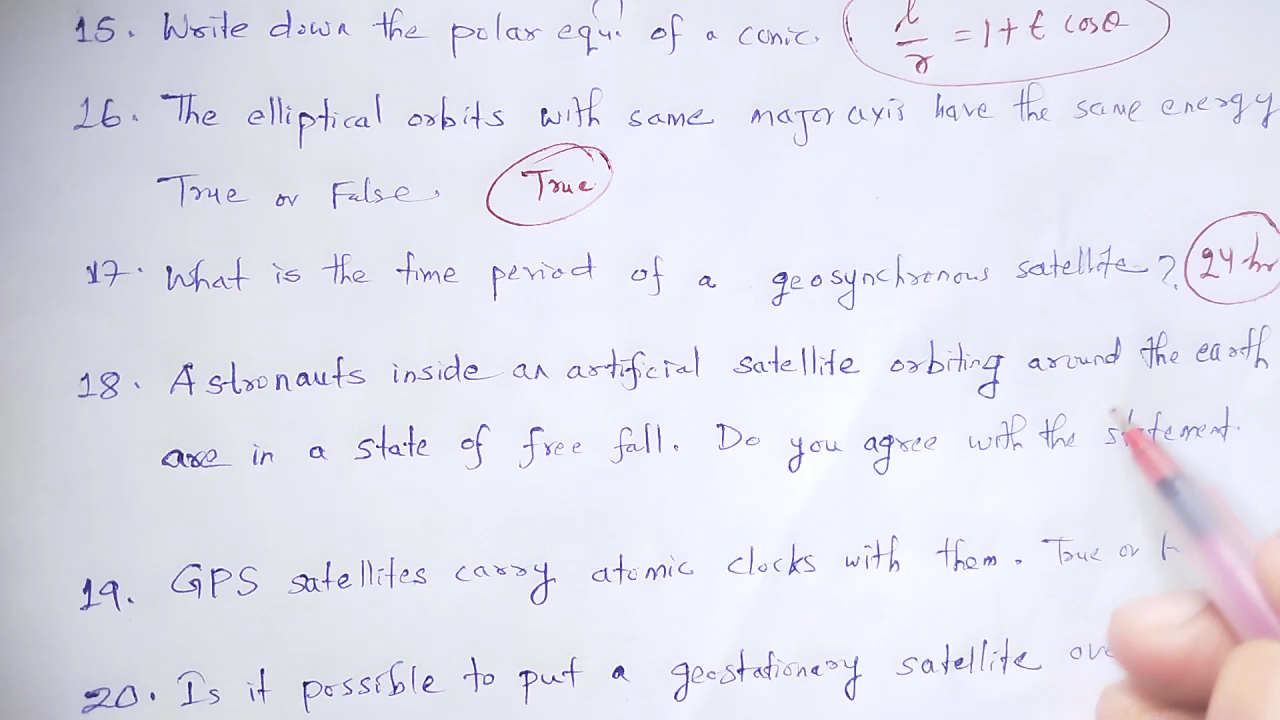 15. Write down the polar equn. of a conic. l/r = 1 + ϵ cosθ
16. The elliptical orbits with same major axis have the same energy
True or False. True
17. What is the time period of a geosynchronous satellite? 24 hr
18. Astronauts inside an artificial satellite orbiting around the earth
are in a state of free fall. Do you agree with the statement.
19. GPS satellites carry atomic clocks with them. True or
20. Is it possible to put a geostationary satellite